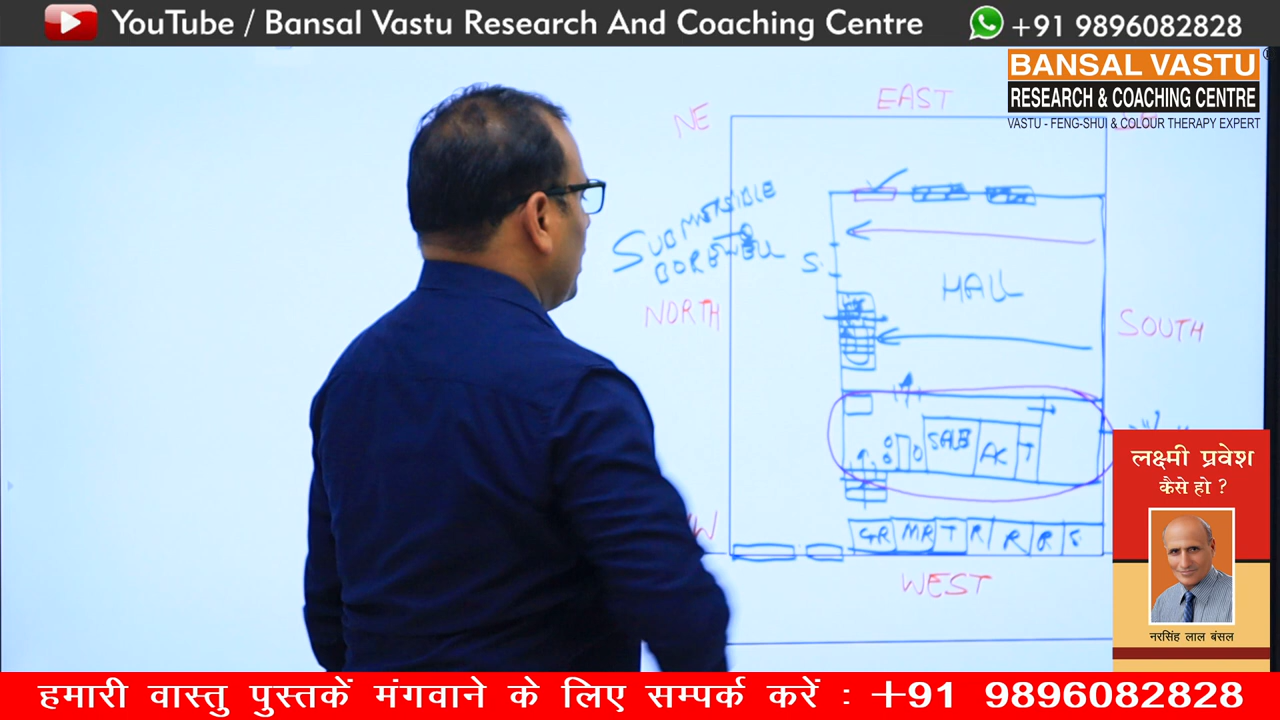 YouTube / Bansal Vastu Research And Coaching Centre
+91 9896082828
BANSAL VASTU
RESEARCH & COACHING CENTRE
VASTU - FENG-SHUI & COLOUR THERAPY EXPERT
EAST
NE
SUBMIRSIBLE
BOREWELL
S.
HALL
NORTH
SOUTH
SAB
AC
T
GR MR T R R R S
WEST
लक्ष्मी प्रवेश
कैसे हो ?
नरसिंह लाल बंसल
हमारी वास्तु पुस्तकें मंगवाने के लिए सम्पर्क करें : +91 9896082828